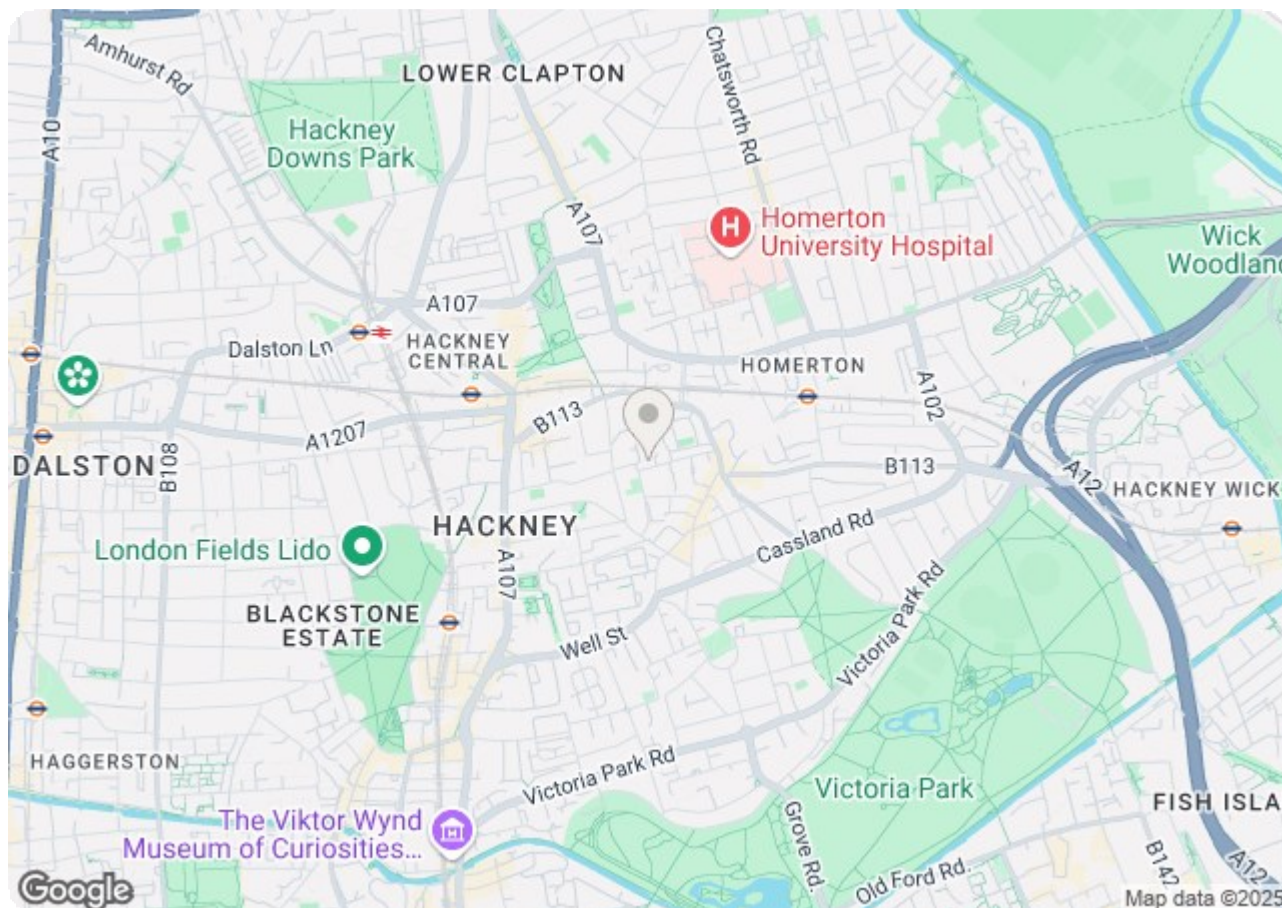 Amhurst Rd
LOWER CLAPTON
Chatsworth Rd
A10
Hackney
Downs Park
A107
Homerton
University Hospital
Wick
Woodland
A107
Dalston Ln
HACKNEY
CENTRAL
HOMERTON
A102
B113
A1207
B108
DALSTON
B113
A12
HACKNEY WICK
HACKNEY
Cassland Rd
London Fields Lido
A107
BLACKSTONE
ESTATE
Well St
Victoria Park Rd
HAGGERSTON
Victoria Park Rd
Victoria Park
FISH ISLA
The Viktor Wynd
Museum of Curiosities...
Grove Rd.
Old Ford Rd.
B142
A12
Google
Map data ©2025